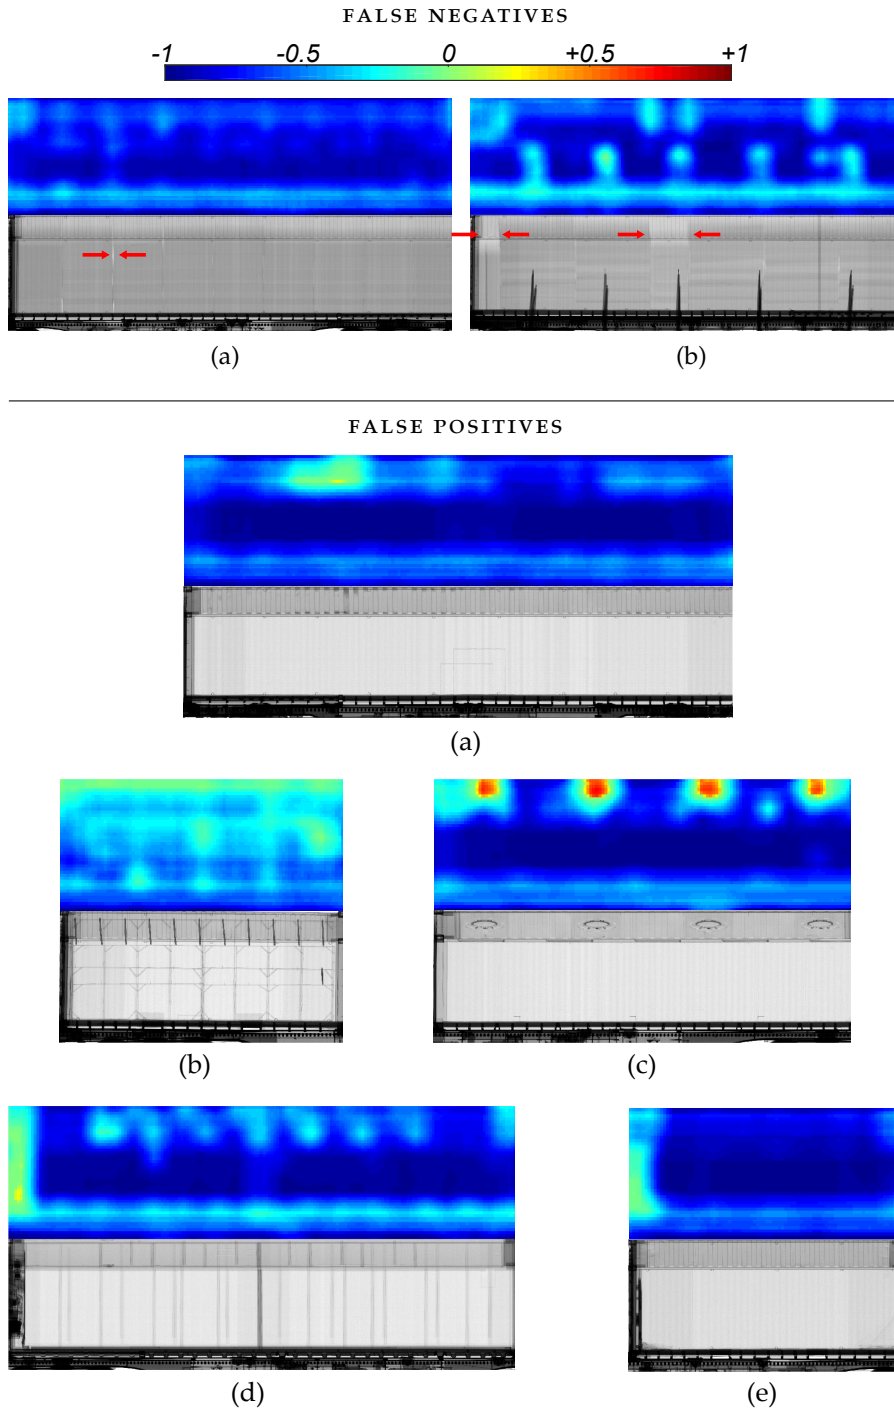 FALSE NEGATIVES
-1 -0.5 0 +0.5 +1
(a) (b)
FALSE POSITIVES
(a)
(b) (c)
(d) (e)